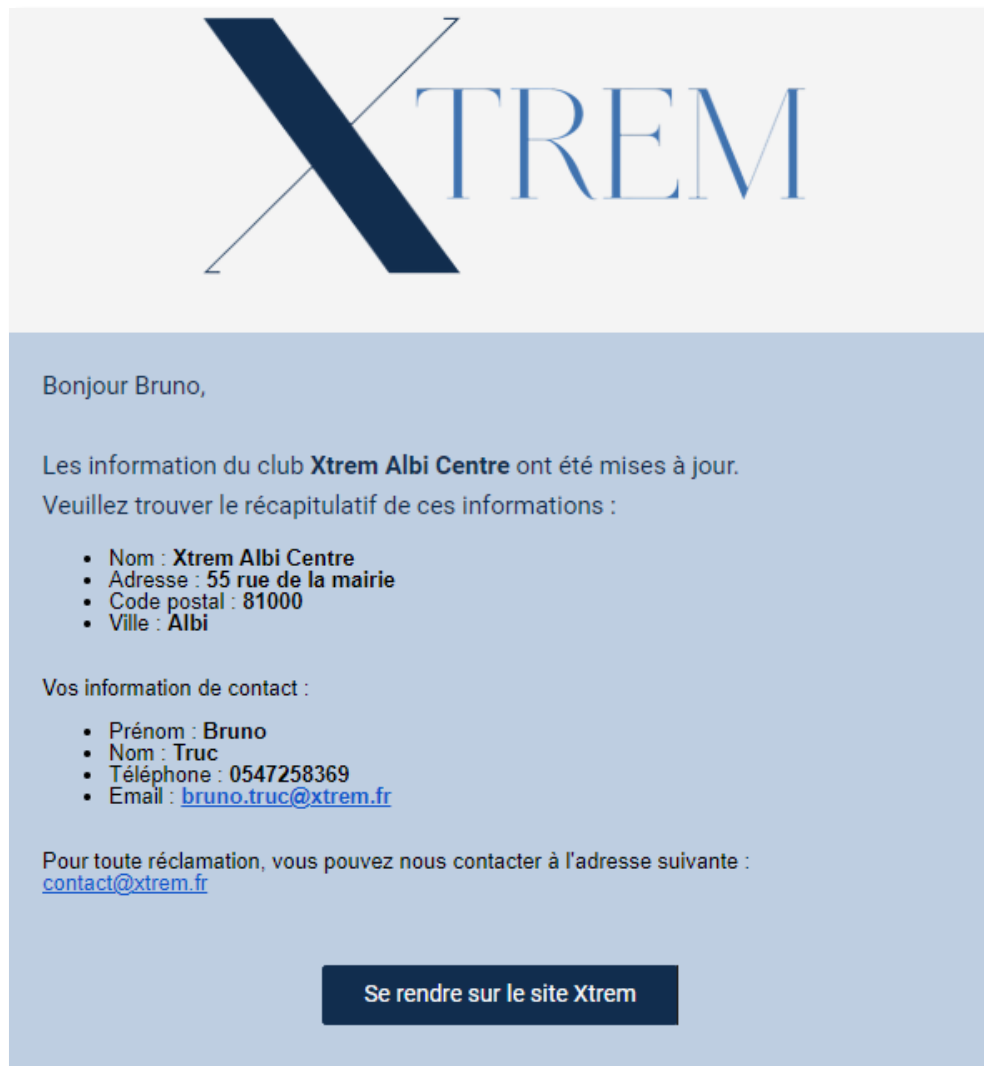 XTREM
Bonjour Bruno,
Les information du club Xtrem Albi Centre ont été mises à jour.
Veuillez trouver le récapitulatif de ces informations :
• Nom : Xtrem Albi Centre
• Adresse : 55 rue de la mairie
• Code postal : 81000
• Ville : Albi
Vos information de contact :
• Prénom : Bruno
• Nom : Truc
• Téléphone : 0547258369
• Email : bruno.truc@xtrem.fr
Pour toute réclamation, vous pouvez nous contacter à l'adresse suivante :
contact@xtrem.fr
Se rendre sur le site Xtrem